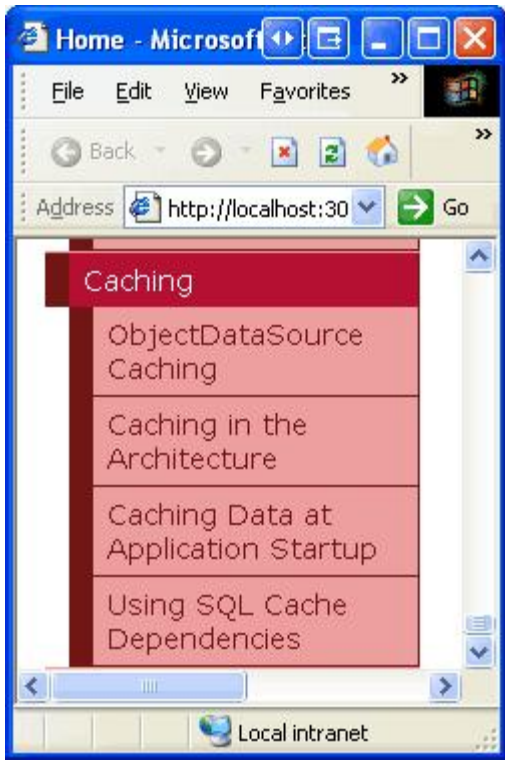 Home - Microsof
File Edit View Favorites »
Back »
Address http://localhost:30 Go
Caching
ObjectDataSource
Caching
Caching in the
Architecture
Caching Data at
Application Startup
Using SQL Cache
Dependencies
Local intranet